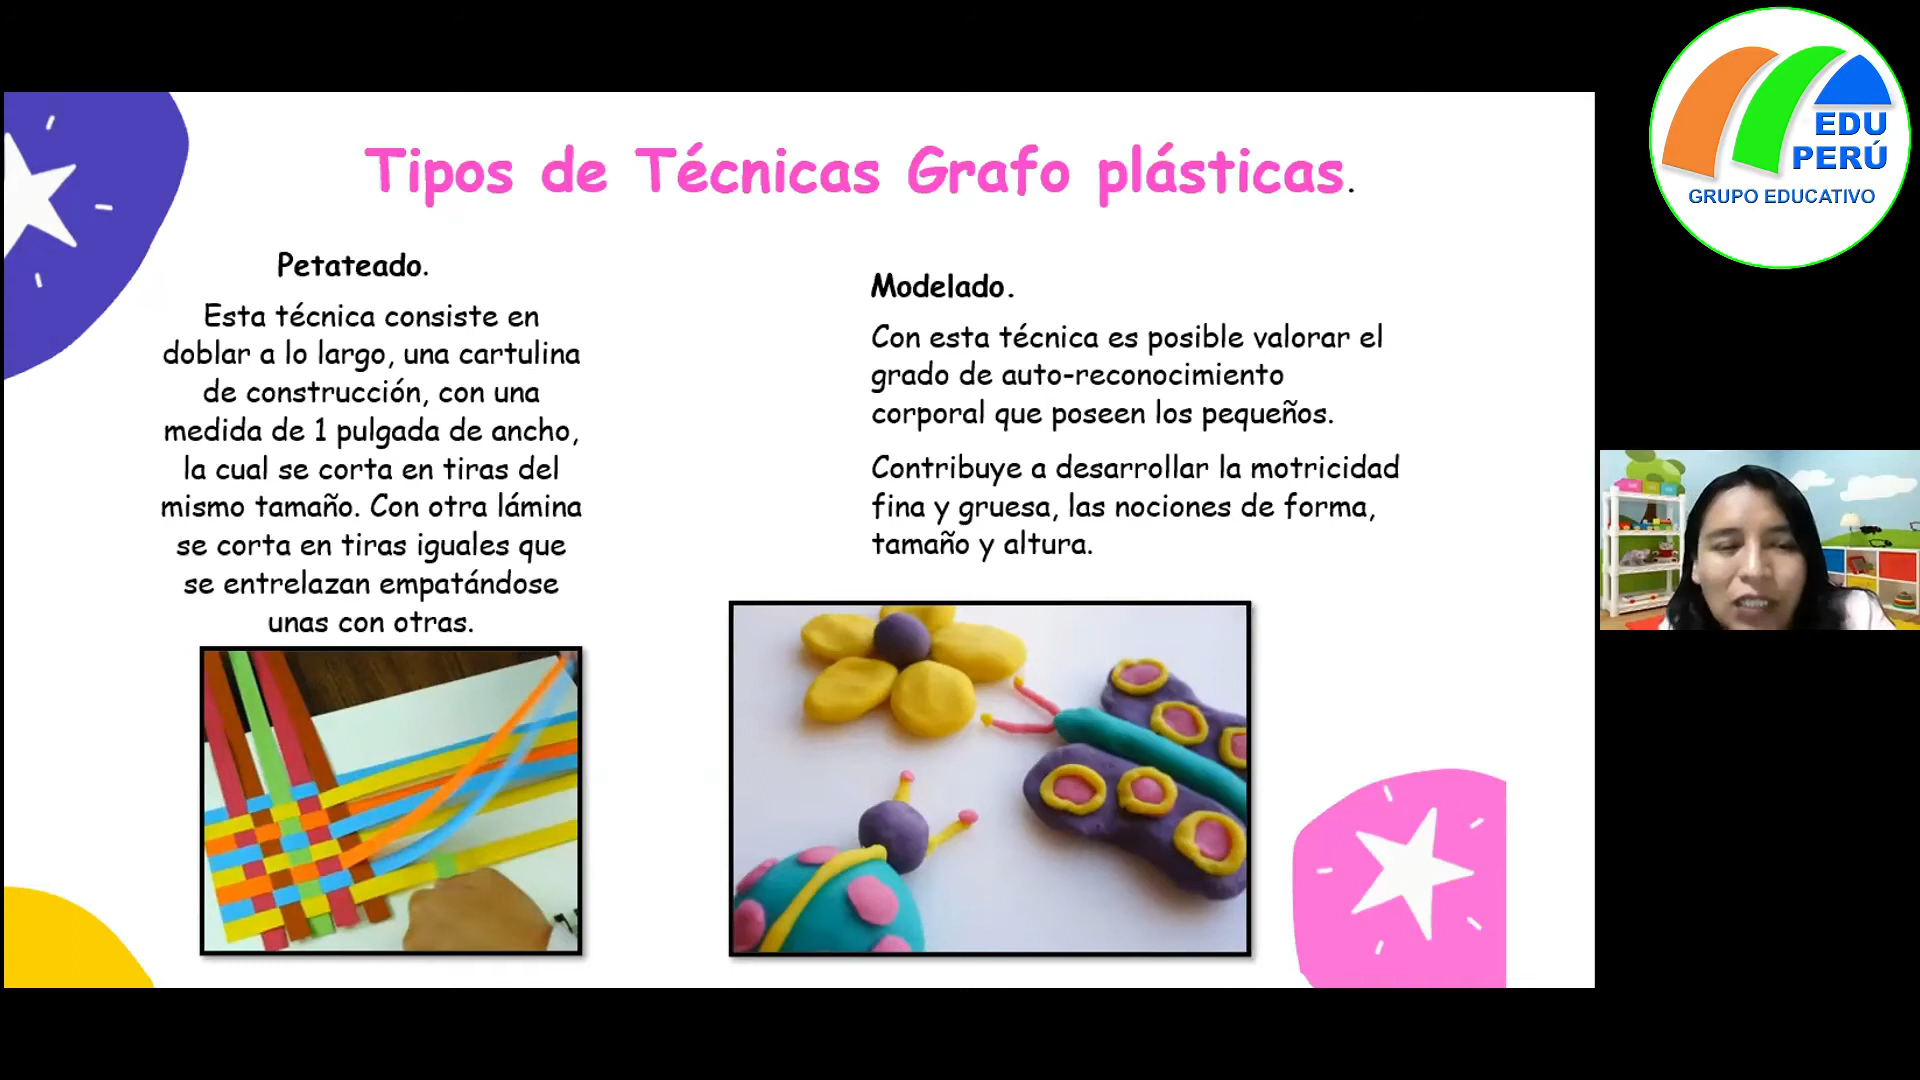 Tipos de Técnicas Grafo plásticas.
Petateado.
Esta técnica consiste en
doblar a lo largo, una cartulina
de construcción, con una
medida de 1 pulgada de ancho,
la cual se corta en tiras del
mismo tamaño. Con otra lámina
se corta en tiras iguales que
se entrelazan empatándose
unas con otras.
Modelado.
Con esta técnica es posible valorar el
grado de auto-reconocimiento
corporal que poseen los pequeños.
Contribuye a desarrollar la motricidad
fina y gruesa, las nociones de forma,
tamaño y altura.
EDU
PERÚ
GRUPO EDUCATIVO